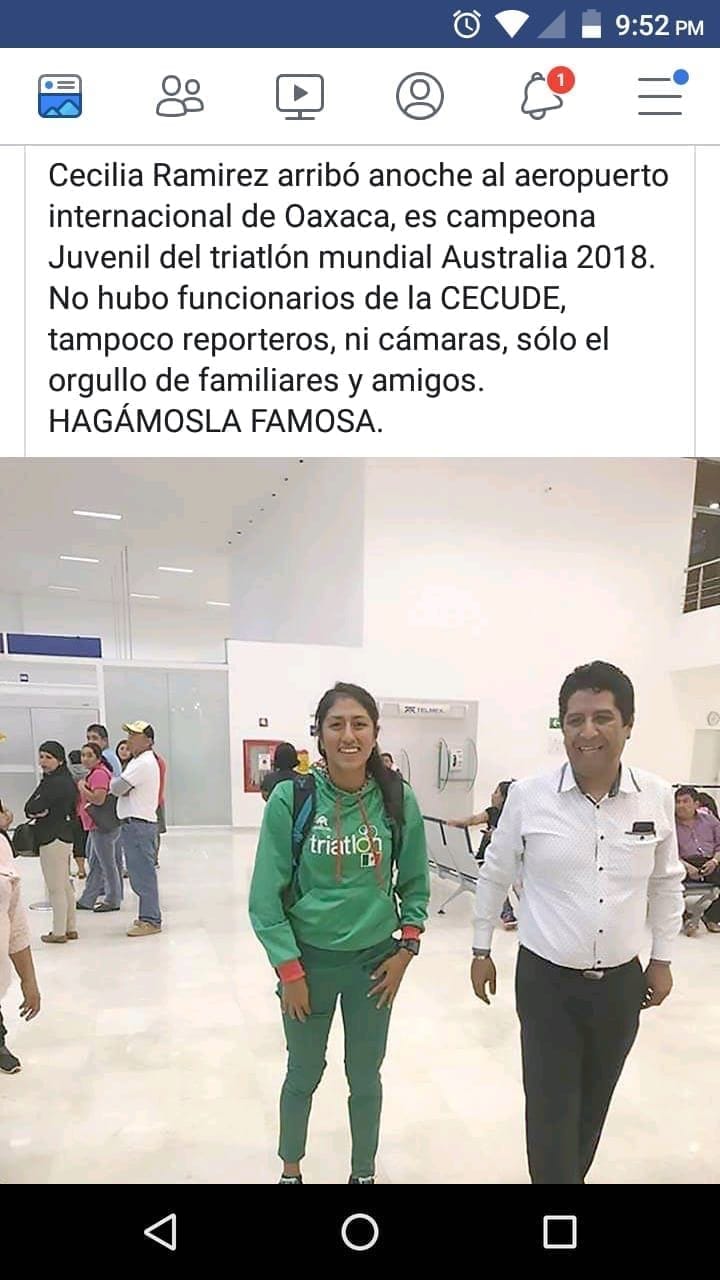 9:52 PM
1
Cecilia Ramirez arribó anoche al aeropuerto
internacional de Oaxaca, es campeona
Juvenil del triatlón mundial Australia 2018.
No hubo funcionarios de la CECUDE,
tampoco reporteros, ni cámaras, sólo el
orgullo de familiares y amigos.
HAGÁMOSLA FAMOSA.
TELMEX
triatlón